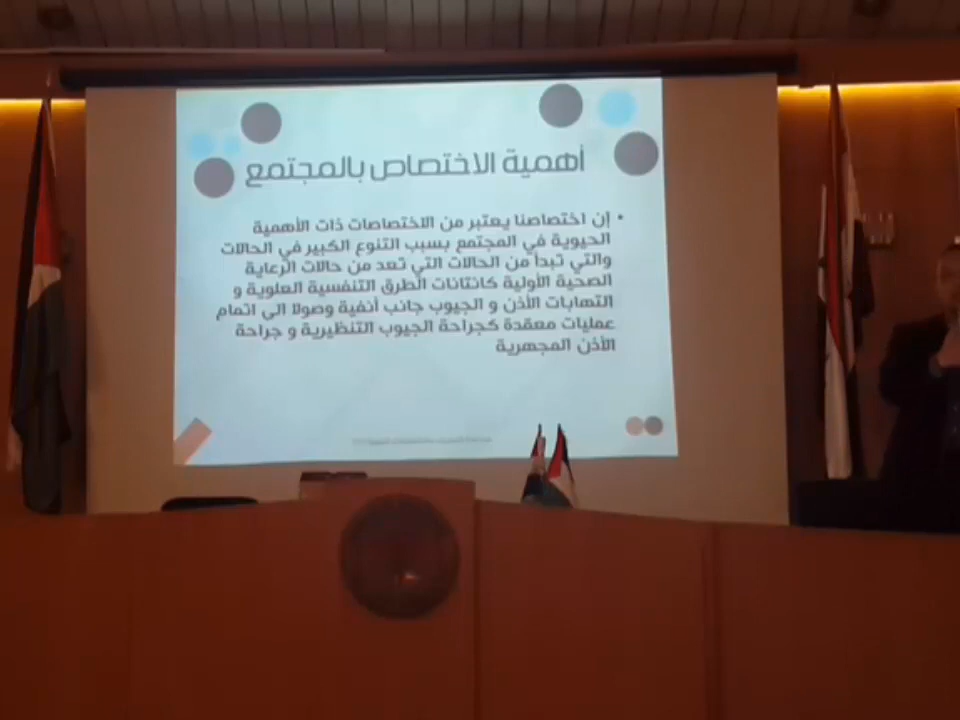 أهمية الاختصاص بالمجتمع
• إن اختصاصنا يعتبر من الاختصاصات ذات الأهمية
الحيوية في المجتمع بسبب التنوع الكبير في الحالات
والتي تبدأ من الحالات التي تعد من حالات الرعاية
الصحية الأولية كانتانات الطرق التنفسية العلوية و
التهابات الأذن و الجيوب جانب أنفية وصولا الى اتمام
عمليات معقدة كجراحة الجيوب التنظيرية و جراحة
الأذن المجهرية